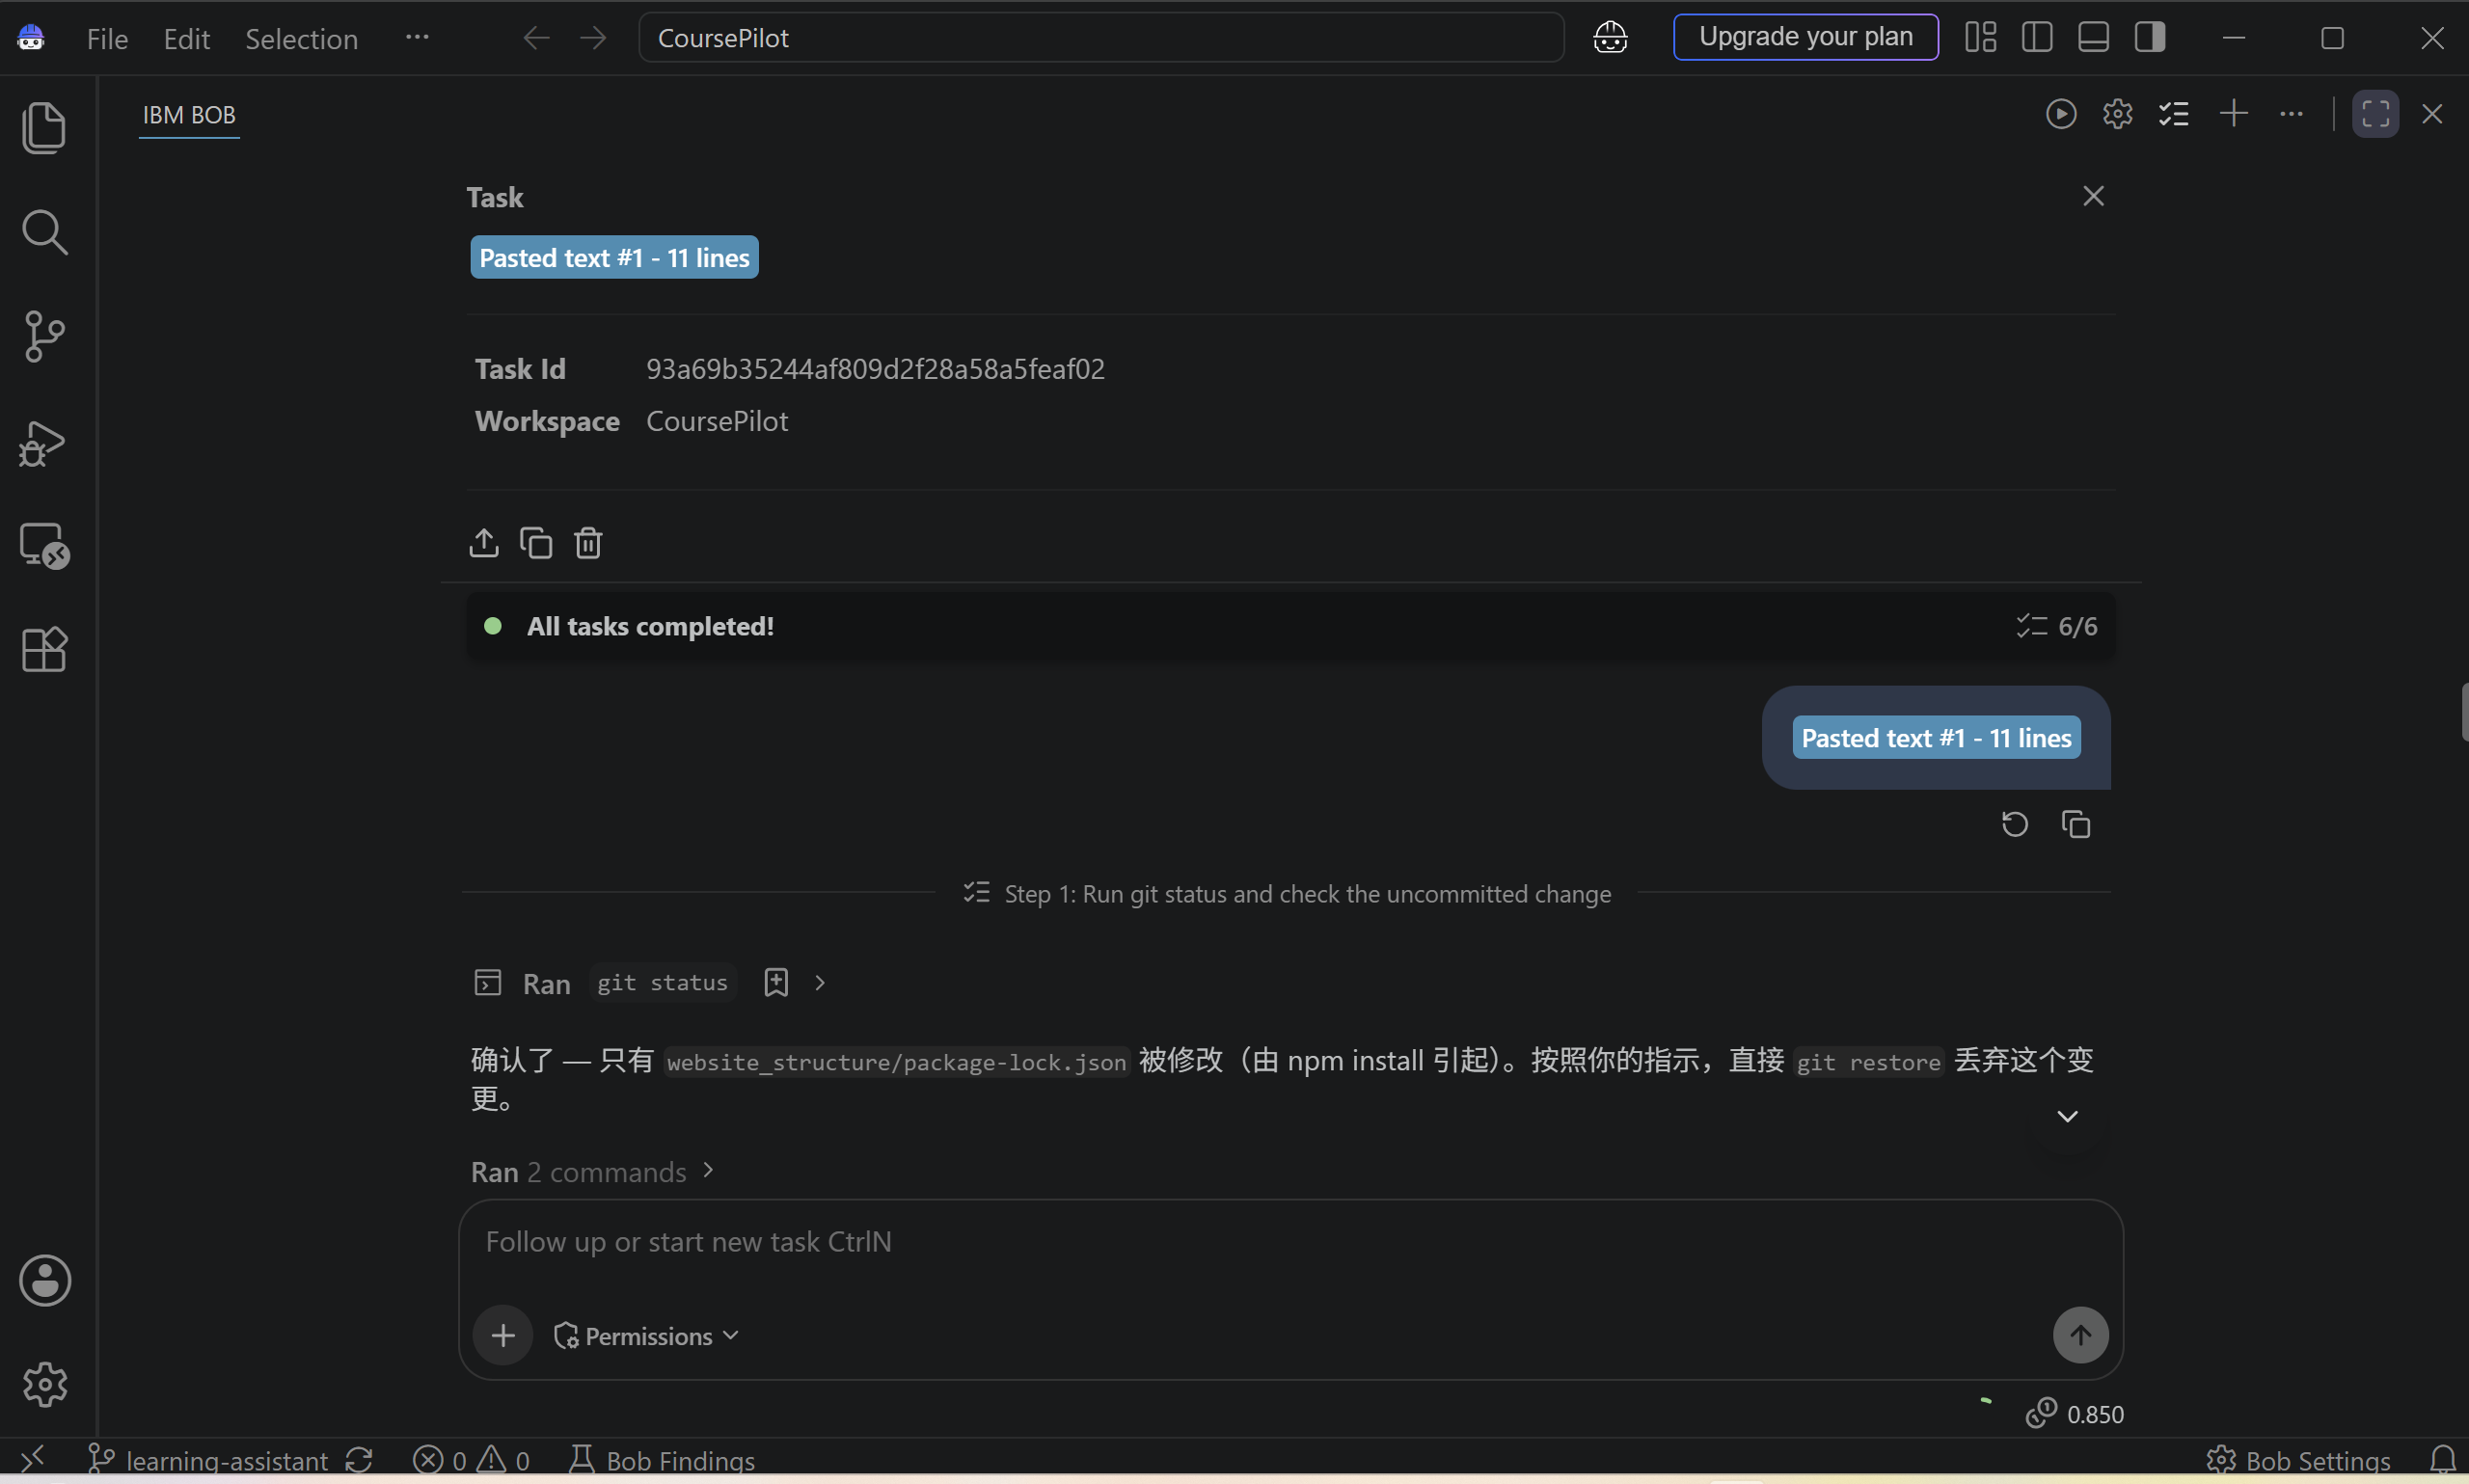 File Edit Selection ··· CoursePilot Upgrade your plan
IBM BOB
Task
Pasted text #1 - 11 lines
Task Id 93a69b35244af809d2f28a58a5feaf02
Workspace CoursePilot
All tasks completed! 6/6
Pasted text #1 - 11 lines
Step 1: Run git status and check the uncommitted change
Ran git status
确认了 — 只有 website_structure/package-lock.json 被修改（由 npm install 引起）。按照你的指示，直接 git restore 丢弃这个变
更。
Ran 2 commands
Follow up or start new task CtrlN
Permissions
0.850
learning-assistant 0 0 Bob Findings Bob Settings